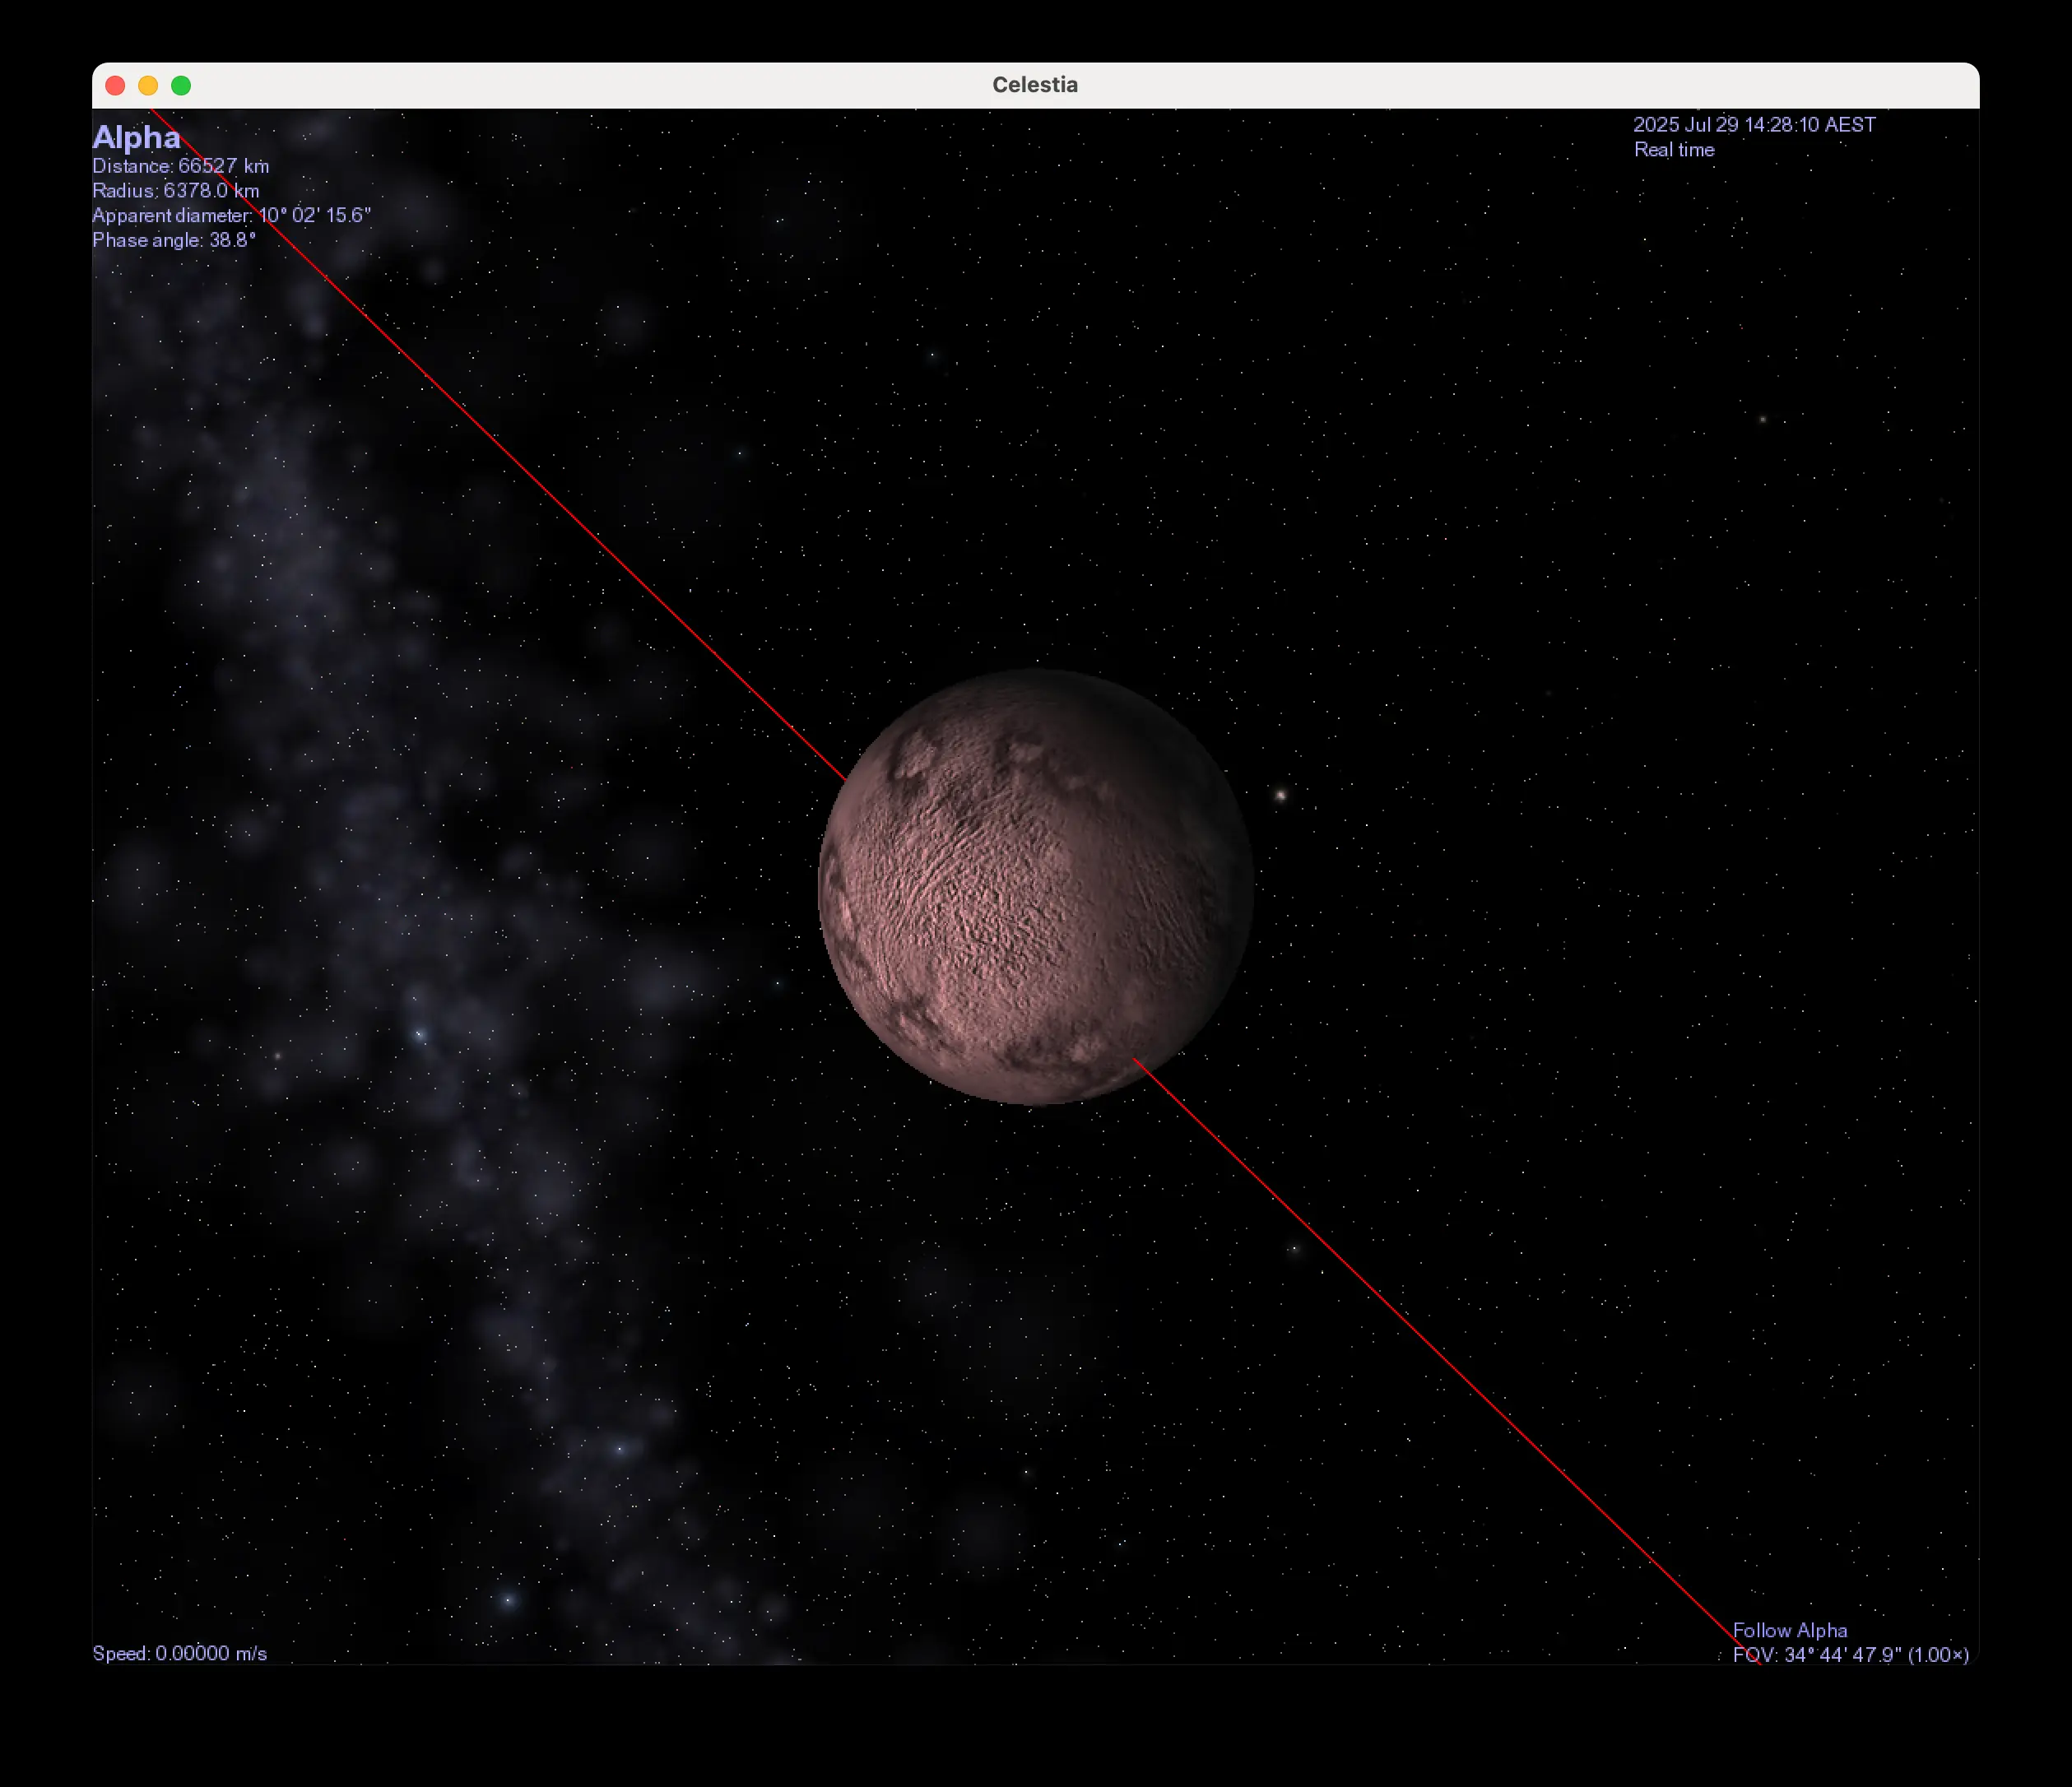 Celestia
Alpha
Distance: 66527 km
Radius: 6378.0 km
Apparent diameter: 10° 02' 15.6"
Phase angle: 38.8°
2025 Jul 29 14:28:10 AEST
Real time
Speed: 0.00000 m/s
Follow Alpha
FOV: 34° 44' 47.9" (1.00×)